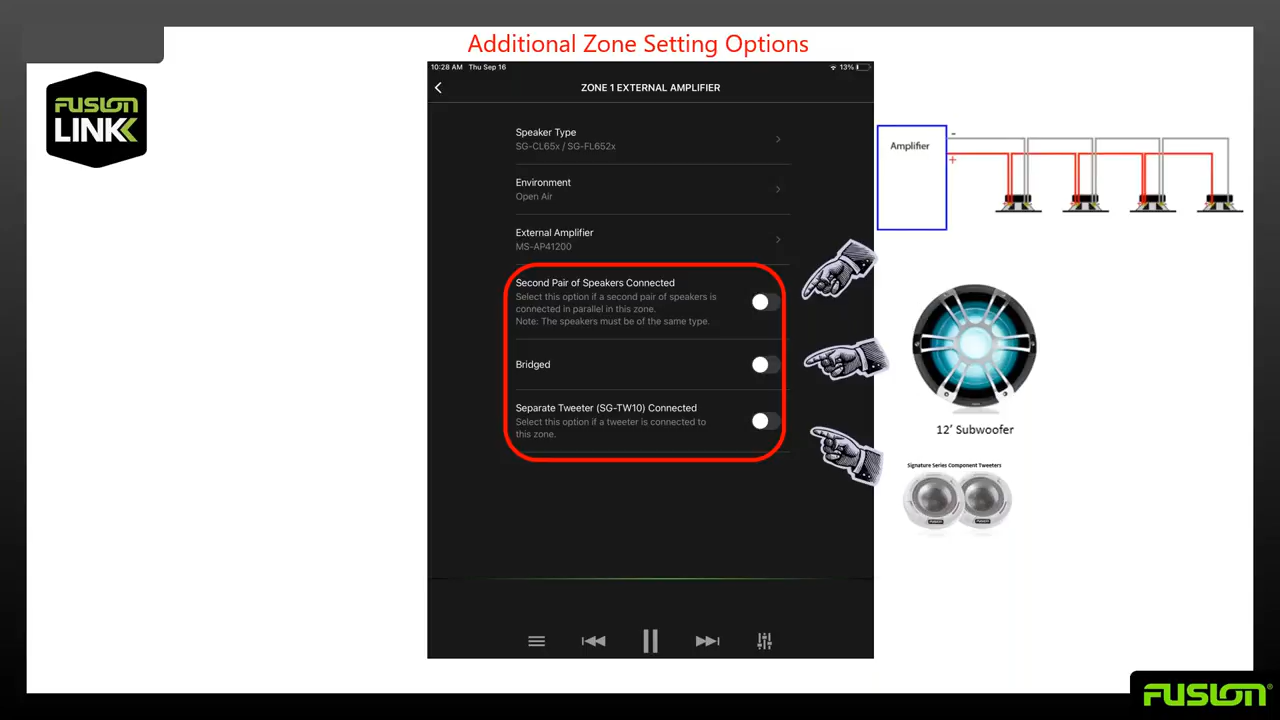 Additional Zone Setting Options
10:28 AM Thu Sep 16
13%
FUSION
LINK
ZONE 1 EXTERNAL AMPLIFIER
Speaker Type
SG-CL65x / SG-FL652x
Environment
Open Air
External Amplifier
MS-AP41200
Second Pair of Speakers Connected
Select this option if a second pair of speakers is
connected in parallel in this zone.
Note: The speakers must be of the same type.
Bridged
Separate Tweeter (SG-TW10) Connected
Select this option if a tweeter is connected to
this zone.
Amplifier
-
+
12’ Subwoofer
Signature Series Component Tweeters
FUSION
FUSION
FUSION®